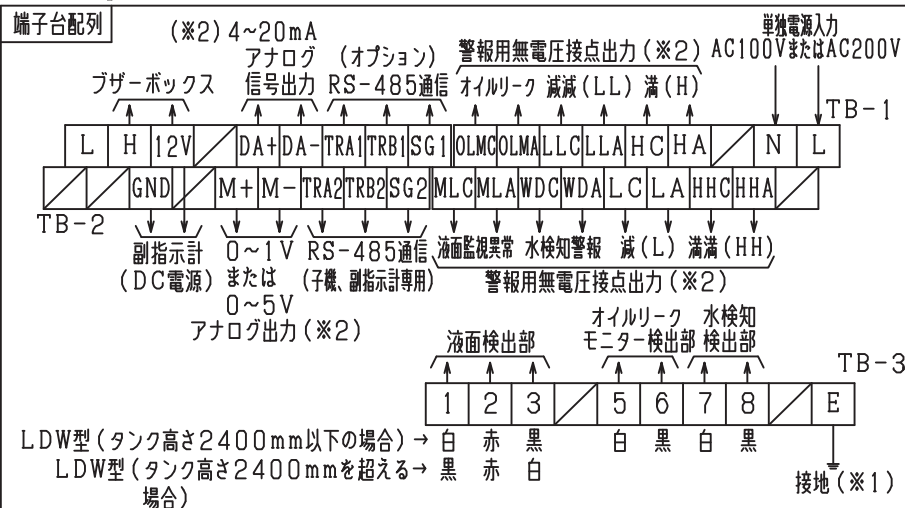 端子台配列
(※2) 4~20mA
アナログ
信号出力
(オプション)
RS-485通信
警報用無電圧接点出力(※2)
オイルリーク 減減(LL) 満(H)
単独電源入力
AC100VまたはAC200V
ブザーボックス
TB-1
L H 12V DA+ DA- TRA1 TRB1 SG1 OLMC OLMA LLC LLA HC HA N L
GND M+ M- TRA2 TRB2 SG2 MLC MLA WDC WDA LC LA HHC HHA
TB-2
副指示計
(DC電源)
0~1V
または
0~5V
アナログ出力(※2)
RS-485通信
(子機、副指示計専用)
液面監視異常 水検知警報 減(L) 満満(HH)
警報用無電圧接点出力(※2)
液面検出部
オイルリーク
モニター検出部
水検知
検出部
TB-3
1 2 3 5 6 7 8 E
LDW型(タンク高さ2400mm以下の場合)→ 白 赤 黒 白 黒 白 黒
LDW型(タンク高さ2400mmを超える→ 黒 赤 白
場合)
接地(※1)